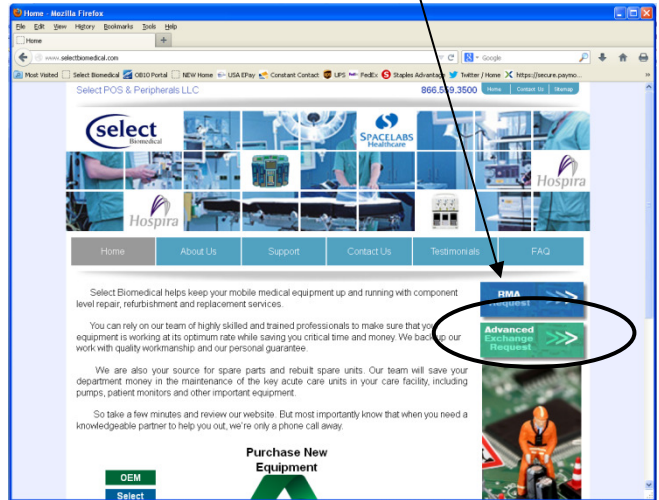 Home - Mozilla Firefox
File Edit View History Bookmarks Tools Help
Home +
www.selectbiomedical.com Google
Most Visited Select Biomedical OB10 Portal NEW Home USA EPay Constant Contact UPS FedEx Staples Advantage Twitter / Home https://secure.paymo...
Select POS & Peripherals LLC 866.559.3500 Home Contact Us Sitemap
select
Biomedical
SPACELABS
Healthcare
Hospira
Hospira
Home About Us Support Contact Us Testimonials FAQ
RMA
Request
Advanced
Exchange
Request
Select Biomedical helps keep your mobile medical equipment up and running with component
level repair, refurbishment and replacement services.
You can rely on our team of highly skilled and trained professionals to make sure that your
equipment is working at its optimum rate while saving you critical time and money. We back up our
work with quality workmanship and our personal guarantee.
We are also your source for spare parts and rebuilt spare units. Our team will save your
department money in the maintenance of the key acute care units in your care facility, including
pumps, patient monitors and other important equipment.
So take a few minutes and review our website. But most importantly know that when you need a
knowledgeable partner to help you out, we're only a phone call away.
Purchase New
Equipment
OEM
Select